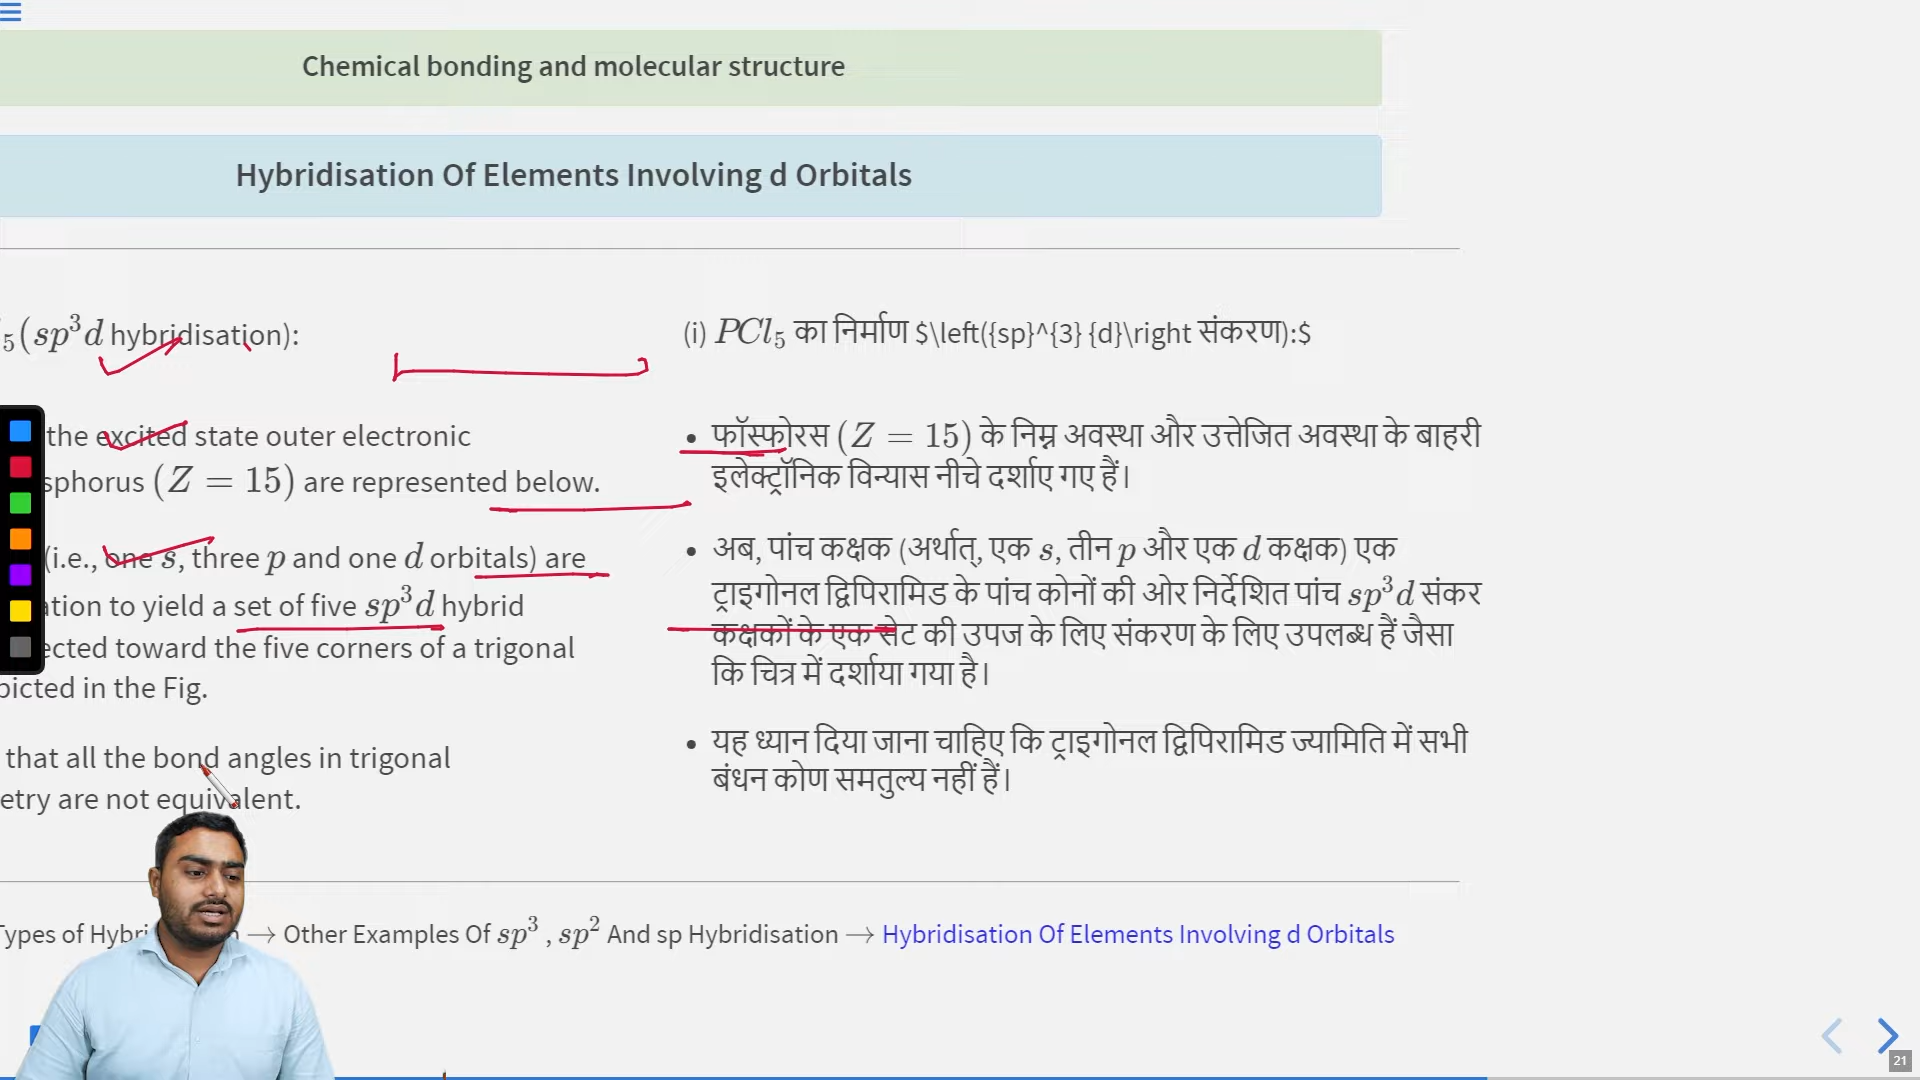 Chemical bonding and molecular structure
Hybridisation Of Elements Involving d Orbitals
₅(sp³d hybridisation):
the excited state outer electronic
sphorus (Z = 15) are represented below.
(i.e., one s, three p and one d orbitals) are
ation to yield a set of five sp³d hybrid
ected toward the five corners of a trigonal
picted in the Fig.
that all the bond angles in trigonal
etry are not equivalent.
(i) PCl₅ का निर्माण $\left({sp}^{3} {d}\right संकरण):$
• फॉस्फोरस (Z = 15) के निम्न अवस्था और उत्तेजित अवस्था के बाहरी
इलेक्ट्रॉनिक विन्यास नीचे दर्शाए गए हैं।
• अब, पांच कक्षक (अर्थात्, एक s, तीन p और एक d कक्षक) एक
ट्राइगोनल द्विपिरामिड के पांच कोनों की ओर निर्देशित पांच sp³d संकर
कक्षकों के एक सेट की उपज के लिए संकरण के लिए उपलब्ध हैं जैसा
कि चित्र में दर्शाया गया है।
• यह ध्यान दिया जाना चाहिए कि ट्राइगोनल द्विपिरामिड ज्यामिति में सभी
बंधन कोण समतुल्य नहीं हैं।
Types of Hybri n → Other Examples Of sp³ , sp² And sp Hybridisation → Hybridisation Of Elements Involving d Orbitals
21